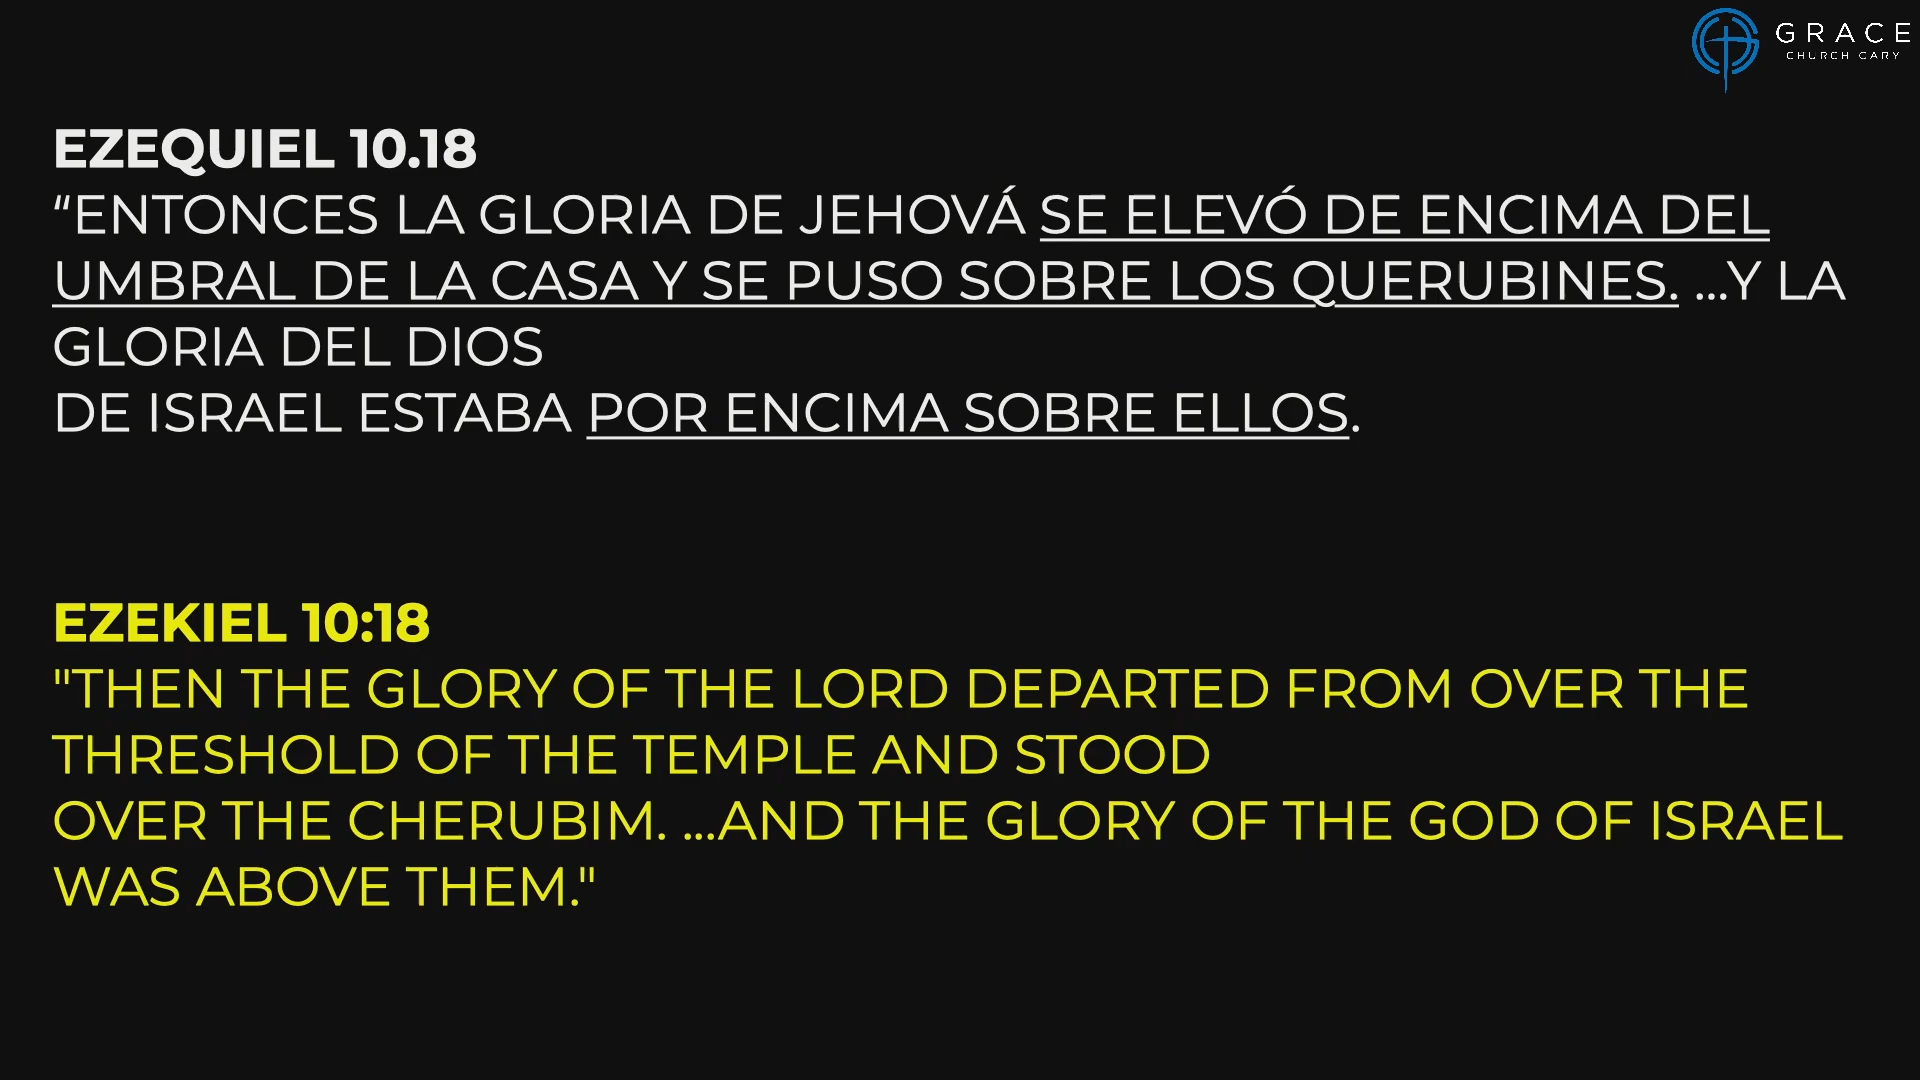 GRACE
CHURCH CARY
EZEQUIEL 10.18
“ENTONCES LA GLORIA DE JEHOVÁ SE ELEVÓ DE ENCIMA DEL
UMBRAL DE LA CASA Y SE PUSO SOBRE LOS QUERUBINES. ...Y LA
GLORIA DEL DIOS
DE ISRAEL ESTABA POR ENCIMA SOBRE ELLOS.
EZEKIEL 10:18
"THEN THE GLORY OF THE LORD DEPARTED FROM OVER THE
THRESHOLD OF THE TEMPLE AND STOOD
OVER THE CHERUBIM. ...AND THE GLORY OF THE GOD OF ISRAEL
WAS ABOVE THEM."